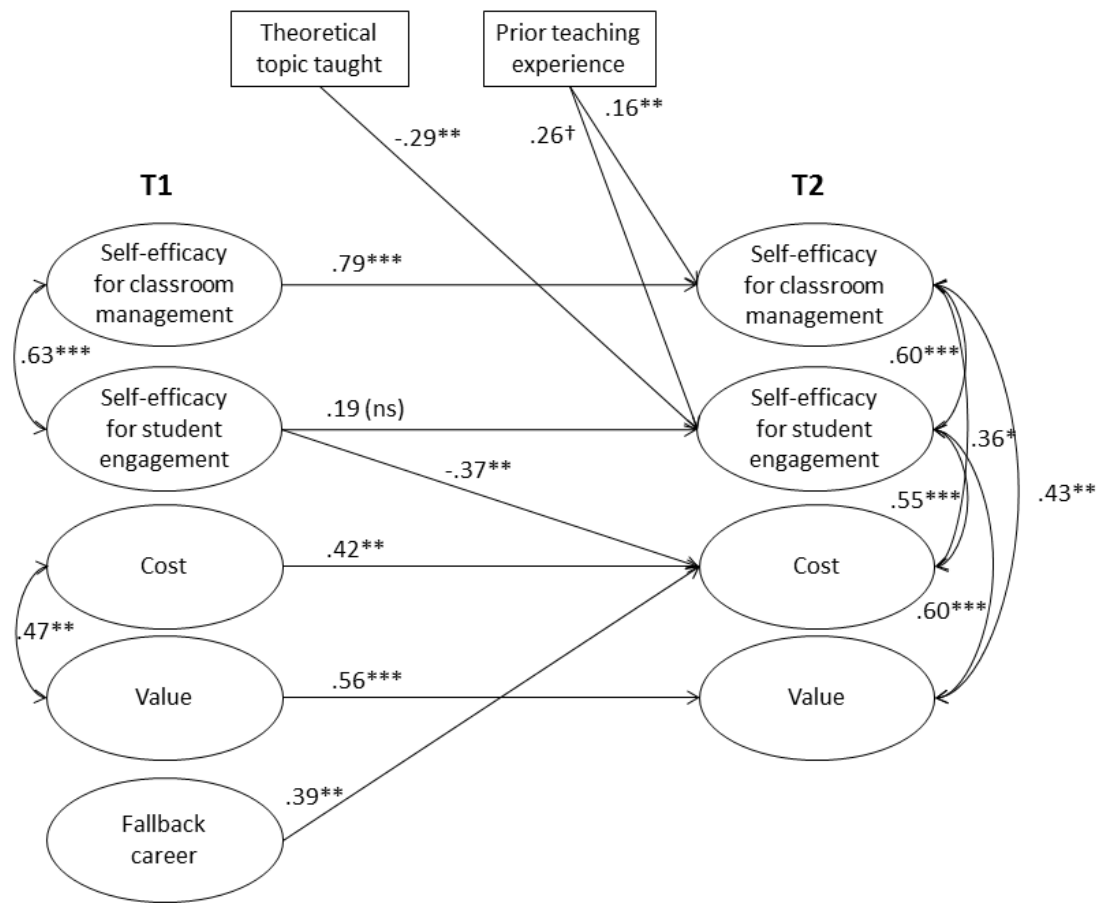 Theoretical
topic taught
Prior teaching
experience
.16**
-.29**
.26†
T1
T2
Self-efficacy
for classroom
management
.79***
Self-efficacy
for classroom
management
.63***
.60***
Self-efficacy
for student
engagement
.19 (ns)
Self-efficacy
for student
engagement
.36*
-.37**
.55***
.43**
Cost
.42**
Cost
.47**
.60***
Value
.56***
Value
.39**
Fallback
career